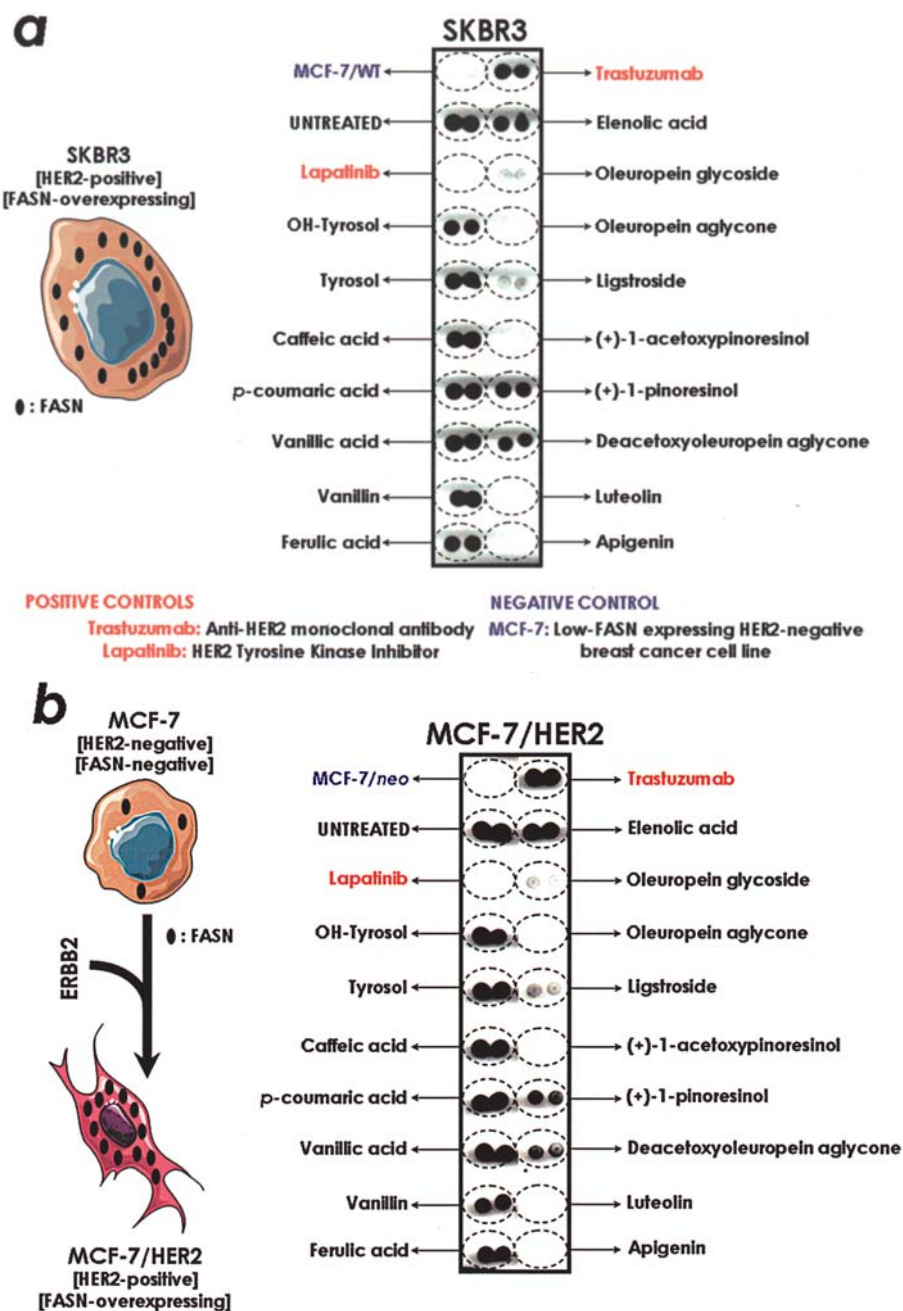 a
SKBR3
MCF-7/WT
Trastuzumab
UNTREATED
Elenolic acid
SKBR3
[HER2-positive]
[FASN-overexpressing]
Lapatinib
Oleuropein glycoside
OH-Tyrosol
Oleuropein aglycone
Tyrosol
Ligstroside
Caffeic acid
(+)-1-acetoxypinoresinol
p-coumaric acid
(+)-1-pinoresinol
: FASN
Vanillic acid
Deacetoxyoleuropein aglycone
Vanillin
Luteolin
Ferulic acid
Apigenin
POSITIVE CONTROLS
Trastuzumab: Anti-HER2 monoclonal antibody
Lapatinib: HER2 Tyrosine Kinase Inhibitor
NEGATIVE CONTROL
MCF-7: Low-FASN expressing HER2-negative
breast cancer cell line
b
MCF-7
[HER2-negative]
[FASN-negative]
: FASN
ERBB2
MCF-7/HER2
[HER2-positive]
[FASN-overexpressing]
MCF-7/HER2
MCF-7/neo
Trastuzumab
UNTREATED
Elenolic acid
Lapatinib
Oleuropein glycoside
OH-Tyrosol
Oleuropein aglycone
Tyrosol
Ligstroside
Caffeic acid
(+)-1-acetoxypinoresinol
p-coumaric acid
(+)-1-pinoresinol
Vanillic acid
Deacetoxyoleuropein aglycone
Vanillin
Luteolin
Ferulic acid
Apigenin